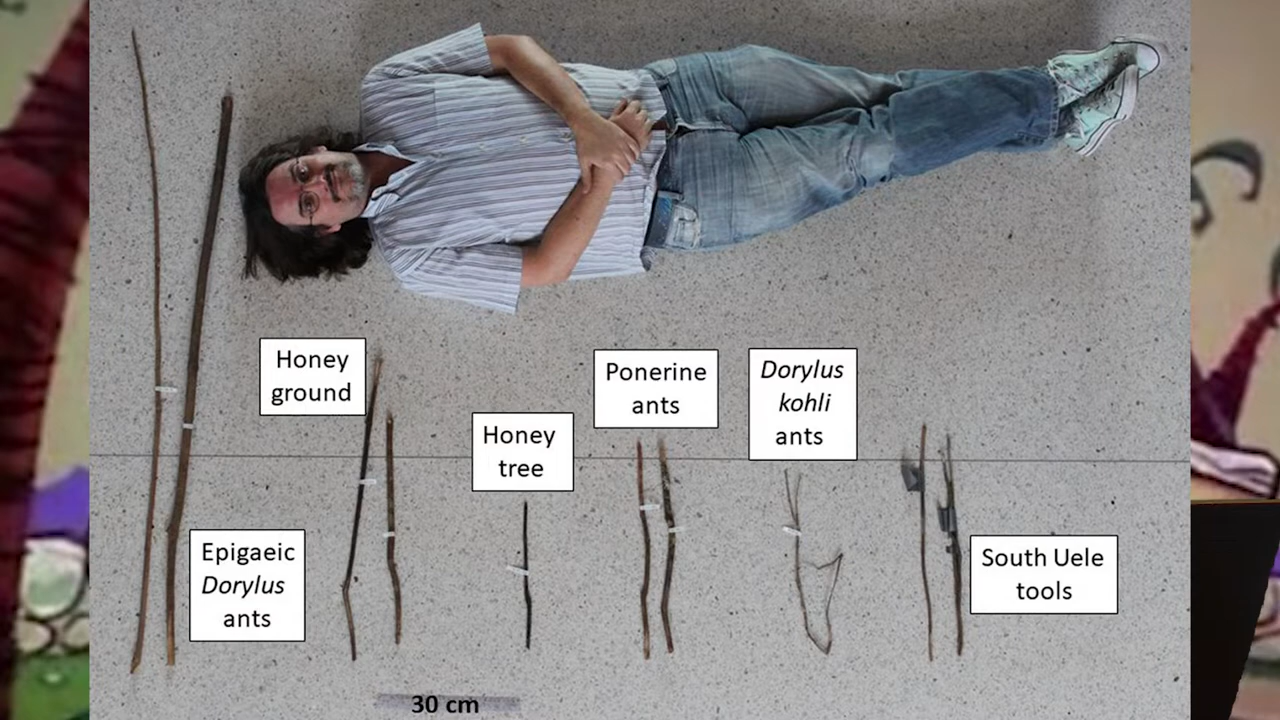 Honey
ground
Ponerine
ants
Dorylus
kohli
ants
Honey
tree
Epigaeic
Dorylus
ants
South Uele
tools
30 cm